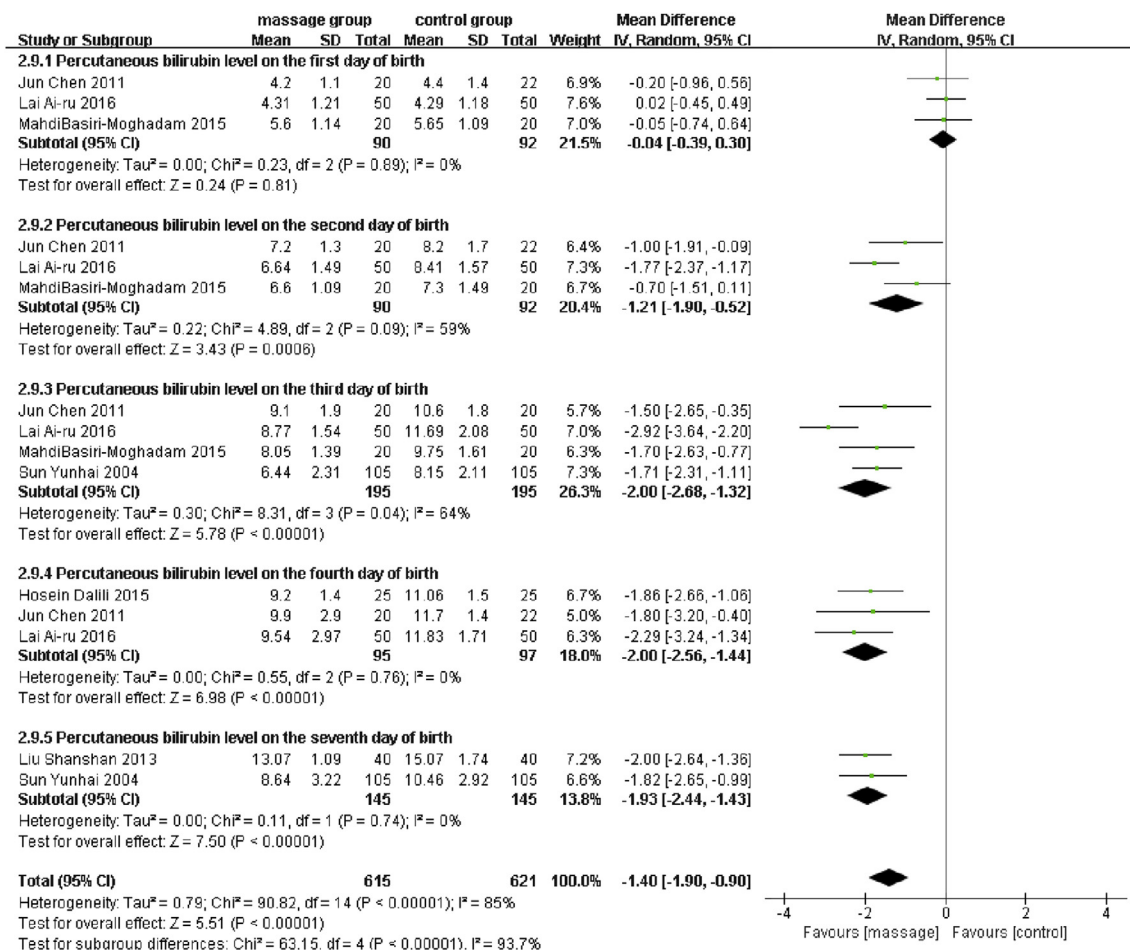 massage group control group Mean Difference Mean Difference
Study or Subgroup Mean SD Total Mean SD Total Weight IV, Random, 95% CI IV, Random, 95% CI
2.9.1 Percutaneous bilirubin level on the first day of birth
Jun Chen 2011 4.2 1.1 20 4.4 1.4 22 6.9% -0.20 [-0.96, 0.56]
Lai Ai-ru 2016 4.31 1.21 50 4.29 1.18 50 7.6% 0.02 [-0.45, 0.49]
MahdiBasiri-Moghadam 2015 5.6 1.14 20 5.65 1.09 20 7.0% -0.05 [-0.74, 0.64]
Subtotal (95% CI) 90 92 21.5% -0.04 [-0.39, 0.30]
Heterogeneity: Tau² = 0.00; Chi² = 0.23, df = 2 (P = 0.89); I² = 0%
Test for overall effect: Z = 0.24 (P = 0.81)
2.9.2 Percutaneous bilirubin level on the second day of birth
Jun Chen 2011 7.2 1.3 20 8.2 1.7 22 6.4% -1.00 [-1.91, -0.09]
Lai Ai-ru 2016 6.64 1.49 50 8.41 1.57 50 7.3% -1.77 [-2.37, -1.17]
MahdiBasiri-Moghadam 2015 6.6 1.09 20 7.3 1.49 20 6.7% -0.70 [-1.51, 0.11]
Subtotal (95% CI) 90 92 20.4% -1.21 [-1.90, -0.52]
Heterogeneity: Tau² = 0.22; Chi² = 4.89, df = 2 (P = 0.09); I² = 59%
Test for overall effect: Z = 3.43 (P = 0.0006)
2.9.3 Percutaneous bilirubin level on the third day of birth
Jun Chen 2011 9.1 1.9 20 10.6 1.8 20 5.7% -1.50 [-2.65, -0.35]
Lai Ai-ru 2016 8.77 1.54 50 11.69 2.08 50 7.0% -2.92 [-3.64, -2.20]
MahdiBasiri-Moghadam 2015 8.05 1.39 20 9.75 1.61 20 6.3% -1.70 [-2.63, -0.77]
Sun Yunhai 2004 6.44 2.31 105 8.15 2.11 105 7.3% -1.71 [-2.31, -1.11]
Subtotal (95% CI) 195 195 26.3% -2.00 [-2.68, -1.32]
Heterogeneity: Tau² = 0.30; Chi² = 8.31, df = 3 (P = 0.04); I² = 64%
Test for overall effect: Z = 5.78 (P < 0.00001)
2.9.4 Percutaneous bilirubin level on the fourth day of birth
Hosein Dalili 2015 9.2 1.4 25 11.06 1.5 25 6.7% -1.86 [-2.66, -1.06]
Jun Chen 2011 9.9 2.9 20 11.7 1.4 22 5.0% -1.80 [-3.20, -0.40]
Lai Ai-ru 2016 9.54 2.97 50 11.83 1.71 50 6.3% -2.29 [-3.24, -1.34]
Subtotal (95% CI) 95 97 18.0% -2.00 [-2.56, -1.44]
Heterogeneity: Tau² = 0.00; Chi² = 0.55, df = 2 (P = 0.76); I² = 0%
Test for overall effect: Z = 6.98 (P < 0.00001)
2.9.5 Percutaneous bilirubin level on the seventh day of birth
Liu Shanshan 2013 13.07 1.09 40 15.07 1.74 40 7.2% -2.00 [-2.64, -1.36]
Sun Yunhai 2004 8.64 3.22 105 10.46 2.92 105 6.6% -1.82 [-2.65, -0.99]
Subtotal (95% CI) 145 145 13.8% -1.93 [-2.44, -1.43]
Heterogeneity: Tau² = 0.00; Chi² = 0.11, df = 1 (P = 0.74); I² = 0%
Test for overall effect: Z = 7.50 (P < 0.00001)
Total (95% CI) 615 621 100.0% -1.40 [-1.90, -0.90]
Heterogeneity: Tau² = 0.79; Chi² = 90.82, df = 14 (P < 0.00001); I² = 85%
Test for overall effect: Z = 5.51 (P < 0.00001)
Test for subgroup differences: Chi² = 63.15, df = 4 (P < 0.00001), I² = 93.7%
-4 -2 0 2 4
Favours [massage] Favours [control]